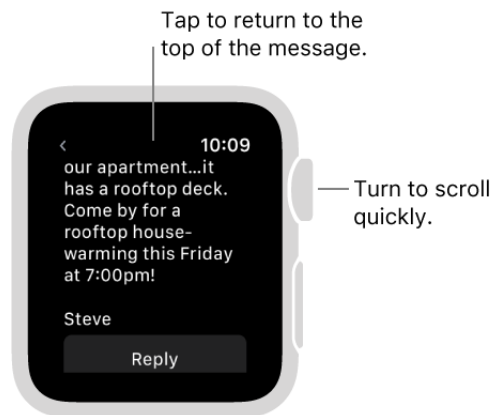 Tap to return to the
top of the message.
<
10:09
our apartment...it
has a rooftop deck.
Come by for a
rooftop house-
warming this Friday
at 7:00pm!
Steve
Reply
Turn to scroll
quickly.